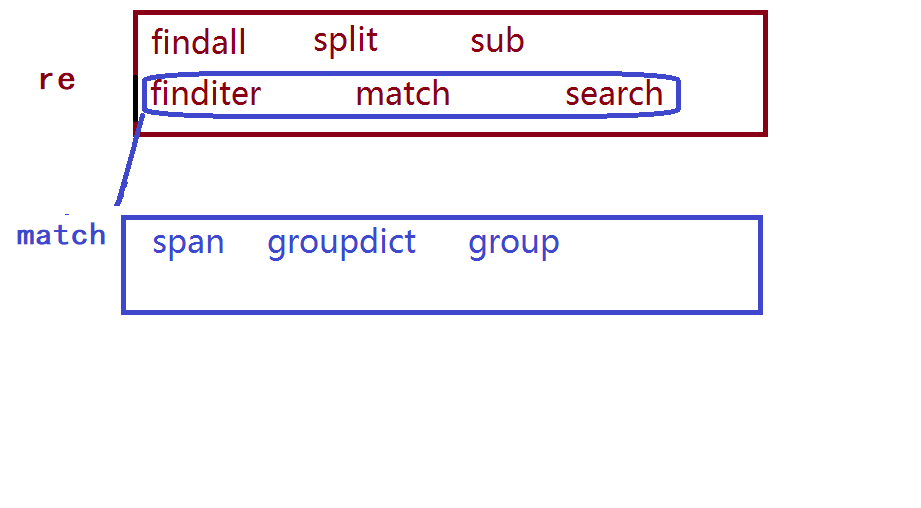 findall split sub
re
finditer match search
match
span groupdict group